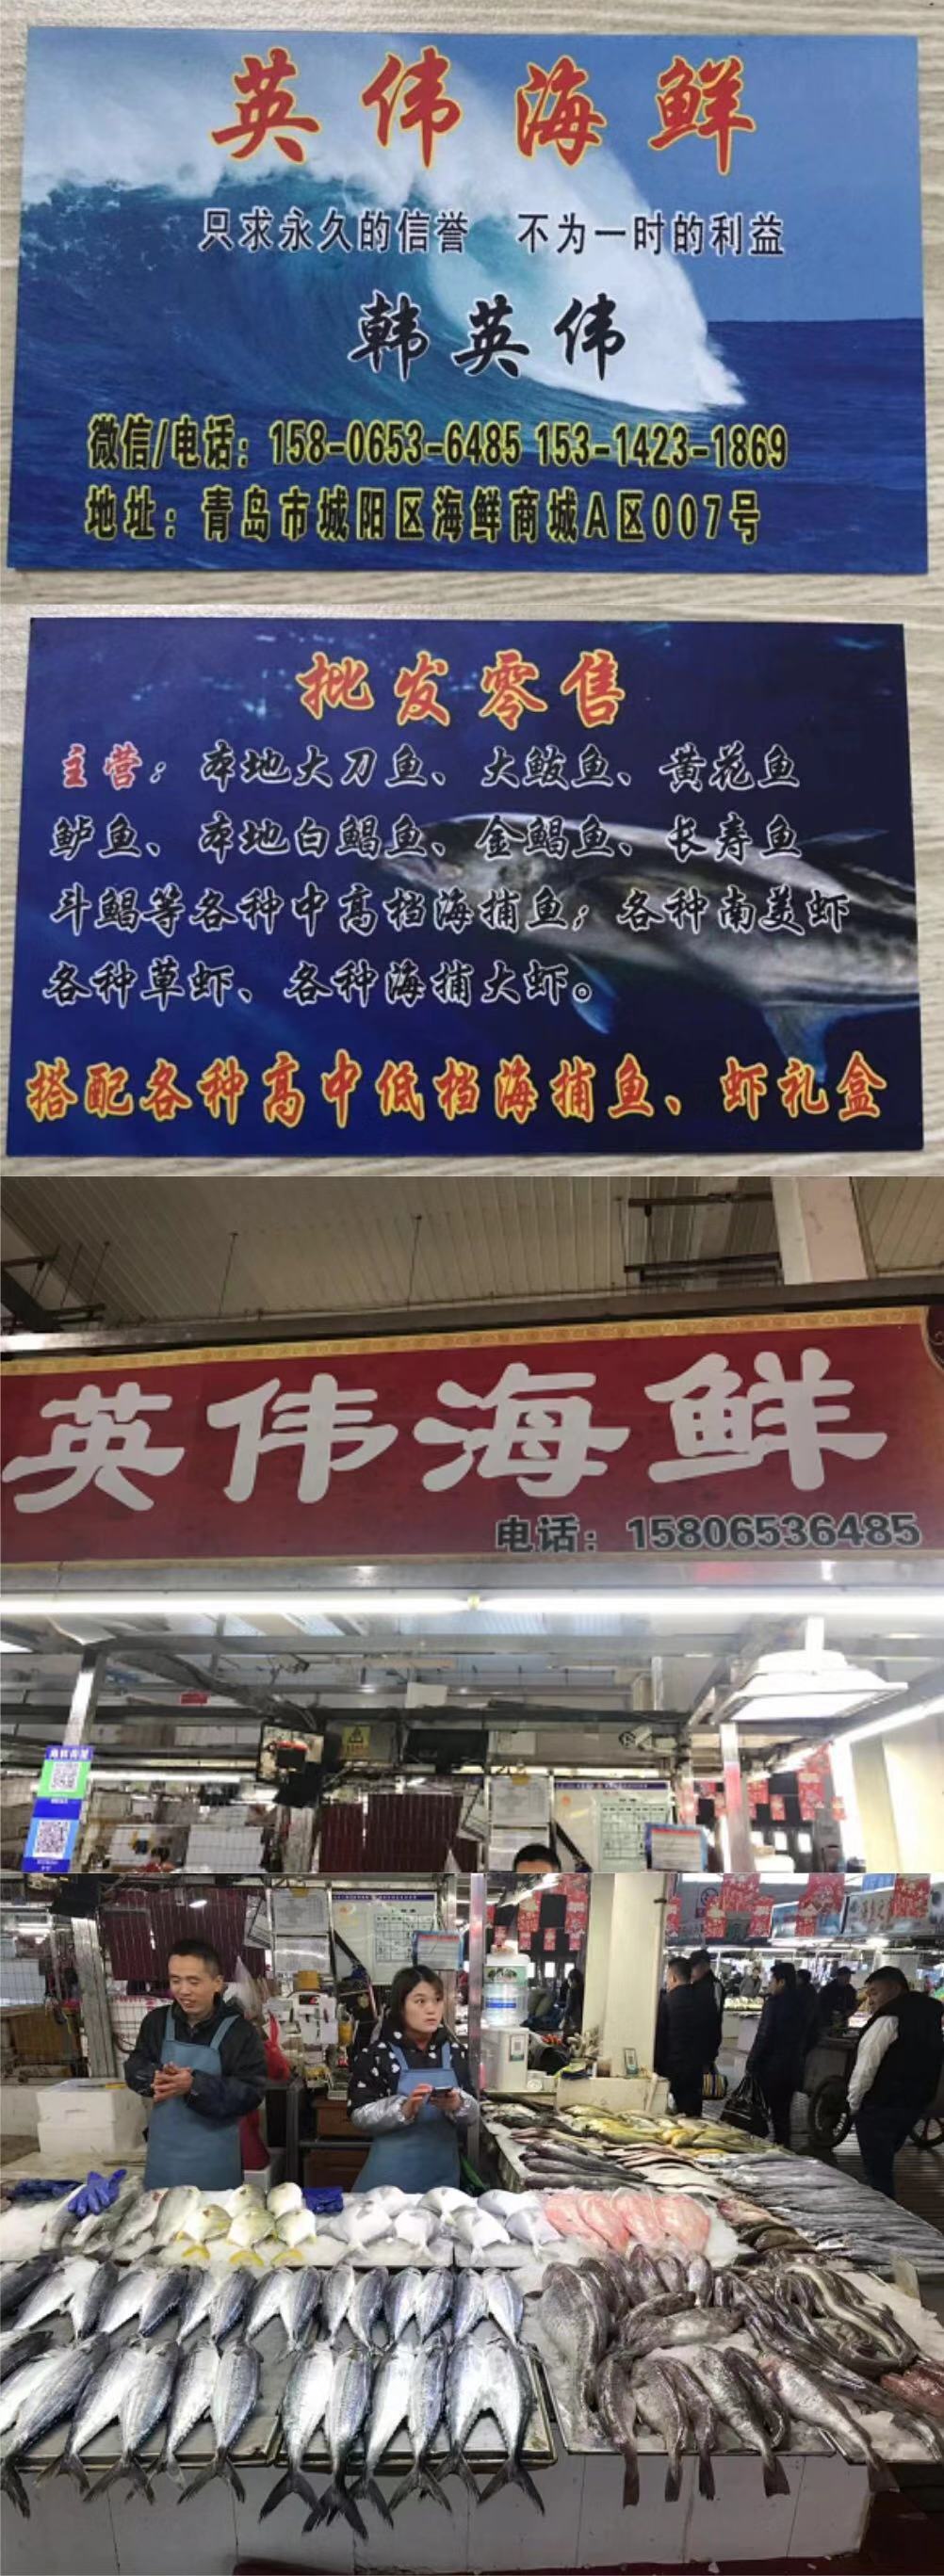 英伟海鲜
只求永久的信誉 不为一时的利益
韩英伟
微信/电话：158-0653-6485 153-1423-1869
地址：青岛市城阳区海鲜商城A区007号
批发零售
主营：本地大刀鱼、大鲅鱼、黄花鱼
鲈鱼、本地白鲳鱼、金鲳鱼、长寿鱼
斗鲳等各种中高档海捕鱼；各种南美虾
各种草虾、各种海捕大虾。
搭配各种高中低档海捕鱼、虾礼盒
英伟海鲜
电话：15806536485